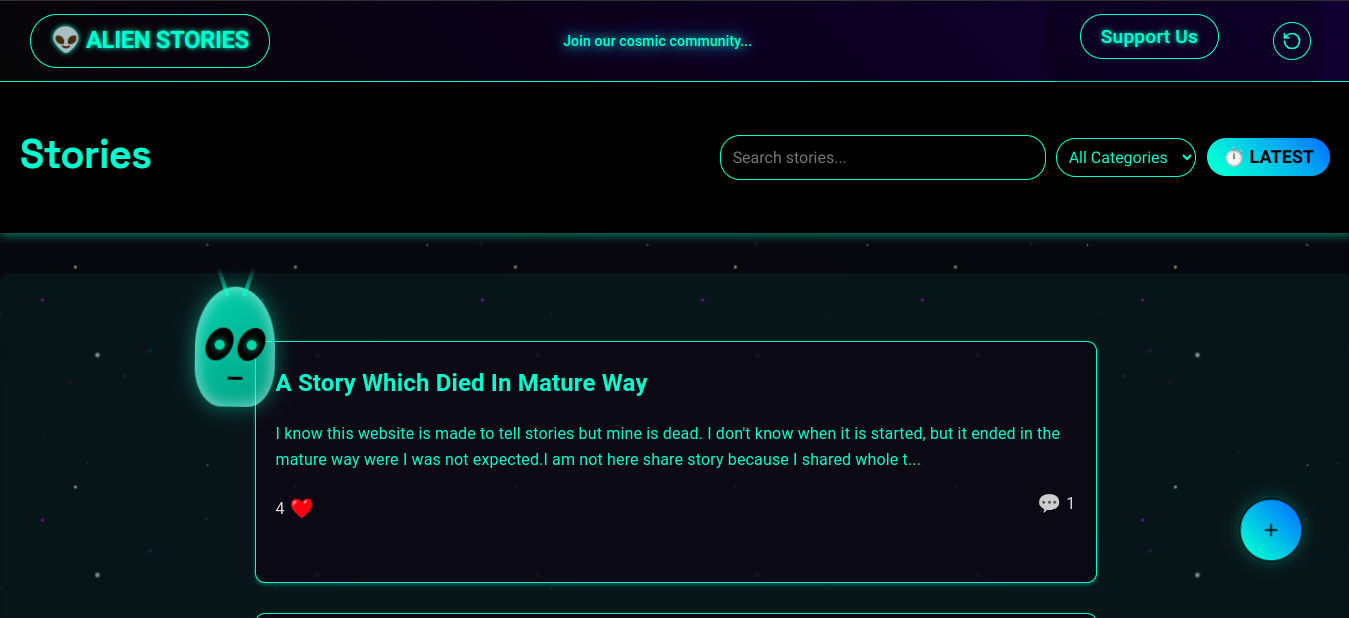 👽 ALIEN STORIES
Join our cosmic community...
Support Us
Stories
Search stories...
All Categories
⏱️ LATEST
A Story Which Died In Mature Way
I know this website is made to tell stories but mine is dead. I don't know when it is started, but it ended in the
mature way were I was not expected.I am not here share story because I shared whole t...
4 ❤️
💬 1
+